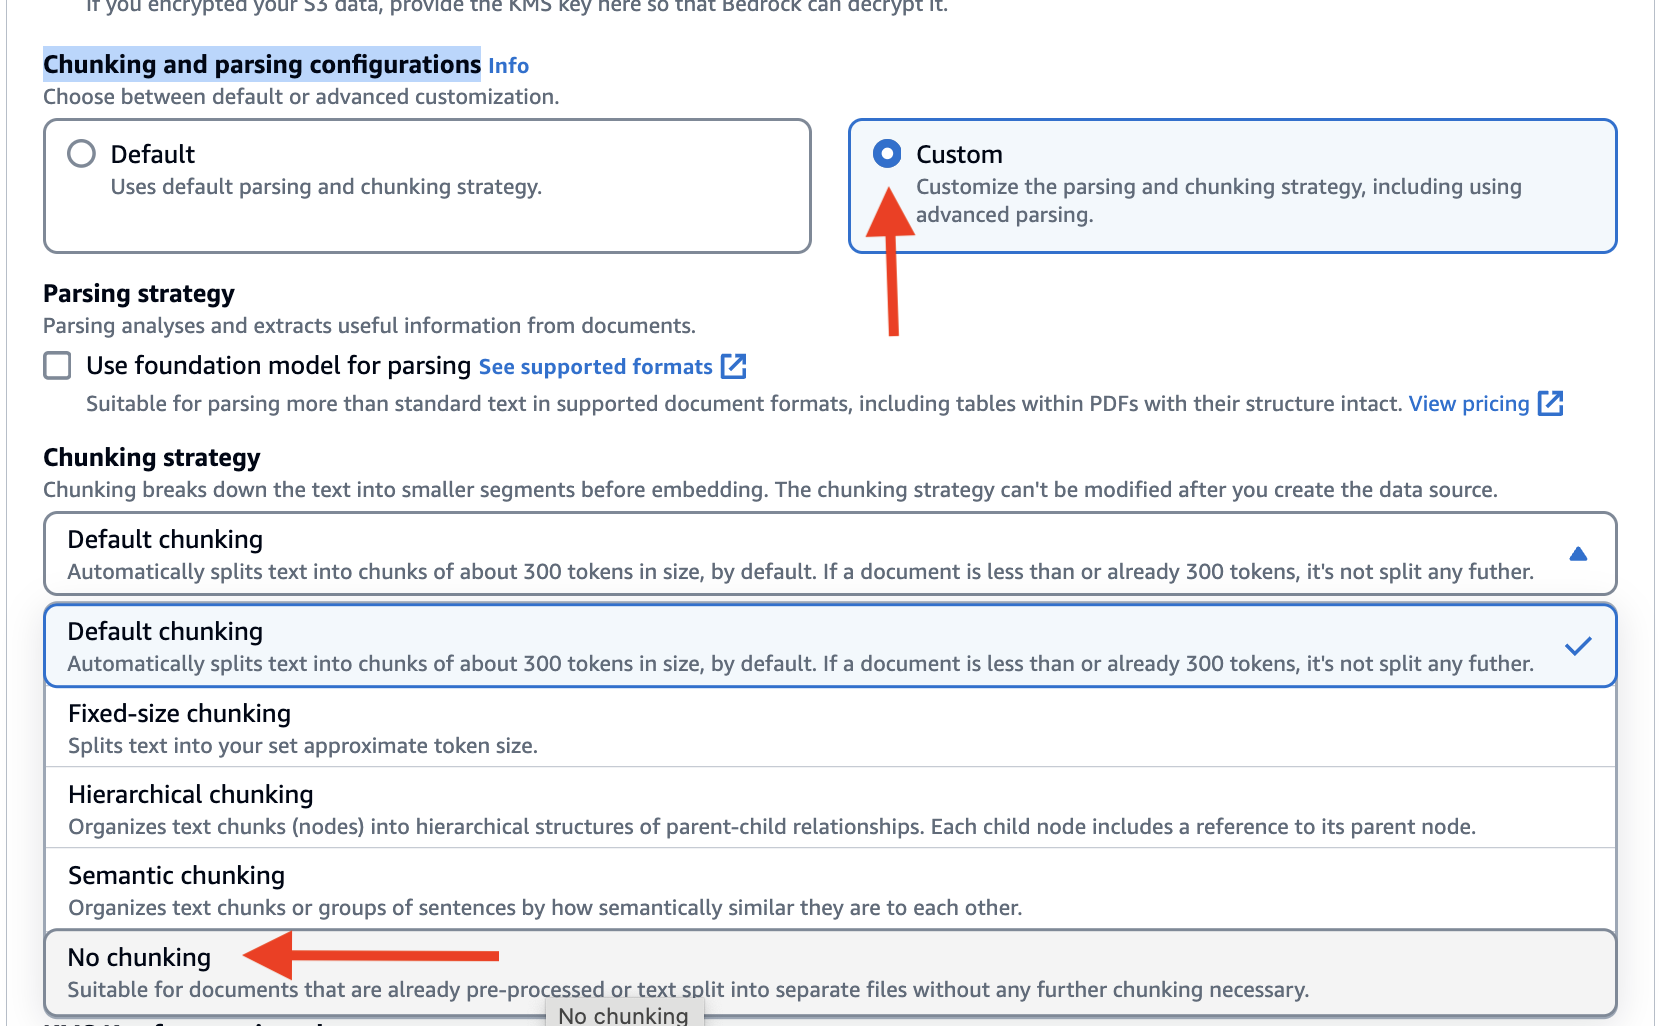 If you encrypted your S3 data, provide the KMS key here so that Bedrock can decrypt it.
Chunking and parsing configurations Info
Choose between default or advanced customization.
Default
Uses default parsing and chunking strategy.
Custom
Customize the parsing and chunking strategy, including using
advanced parsing.
Parsing strategy
Parsing analyses and extracts useful information from documents.
Use foundation model for parsing See supported formats
Suitable for parsing more than standard text in supported document formats, including tables within PDFs with their structure intact. View pricing
Chunking strategy
Chunking breaks down the text into smaller segments before embedding. The chunking strategy can't be modified after you create the data source.
Default chunking
Automatically splits text into chunks of about 300 tokens in size, by default. If a document is less than or already 300 tokens, it's not split any futher.
Default chunking
Automatically splits text into chunks of about 300 tokens in size, by default. If a document is less than or already 300 tokens, it's not split any futher.
Fixed-size chunking
Splits text into your set approximate token size.
Hierarchical chunking
Organizes text chunks (nodes) into hierarchical structures of parent-child relationships. Each child node includes a reference to its parent node.
Semantic chunking
Organizes text chunks or groups of sentences by how semantically similar they are to each other.
No chunking
Suitable for documents that are already pre-processed or text split into separate files without any further chunking necessary.
No chunking